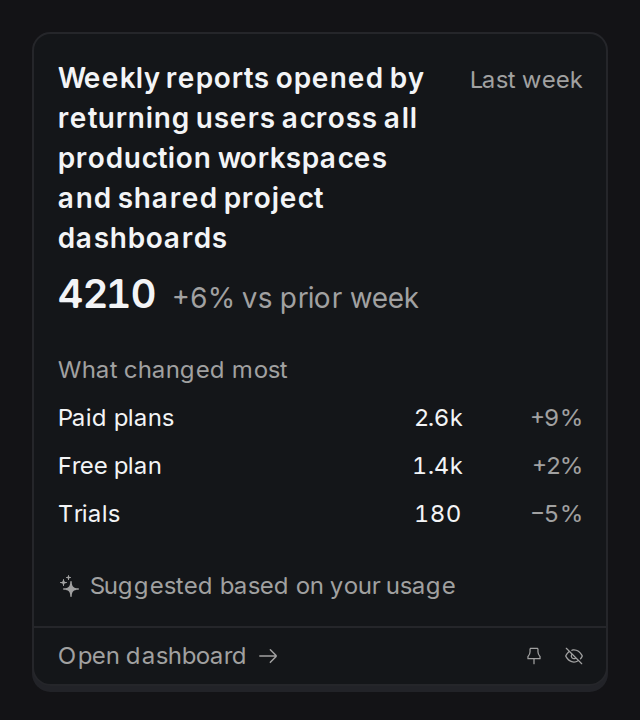 Weekly reports opened by
Last week
returning users across all
production workspaces
and shared project
dashboards
4210 +6% vs prior week
What changed most
Paid plans 2.6k +9%
Free plan 1.4k +2%
Trials 180 −5%
Suggested based on your usage
Open dashboard →